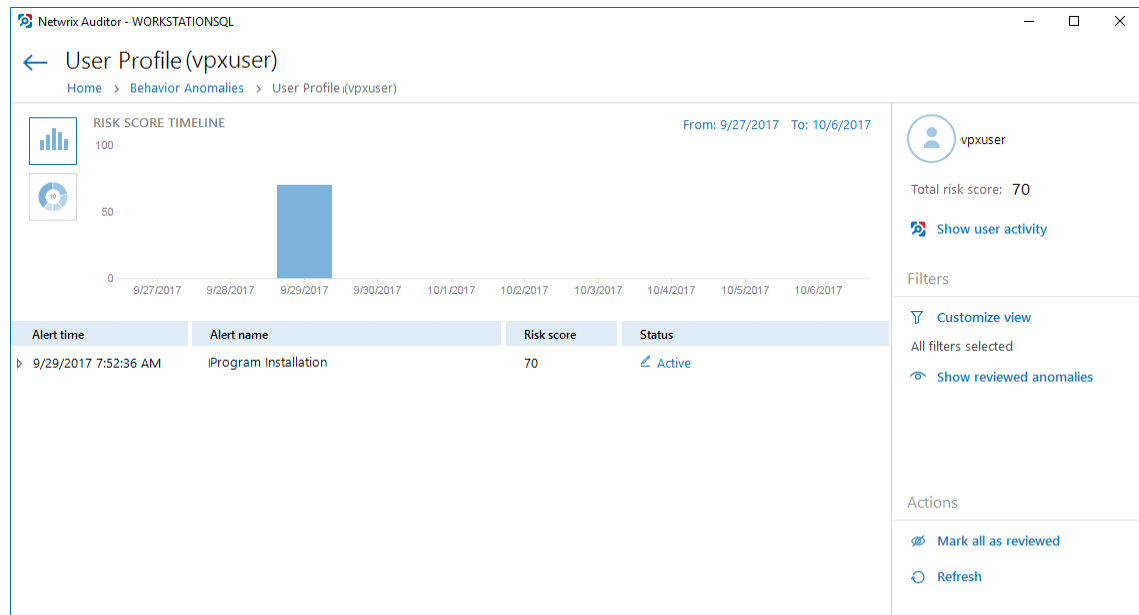 Netwrix Auditor - WORKSTATIONSQL
User Profile (vpxuser)
Home > Behavior Anomalies > User Profile (vpxuser)
RISK SCORE TIMELINE
From: 9/27/2017 To: 10/6/2017
100
50
0
9/27/2017 9/28/2017 9/29/2017 9/30/2017 10/1/2017 10/2/2017 10/3/2017 10/4/2017 10/5/2017 10/6/2017
10
Alert time Alert name Risk score Status
9/29/2017 7:52:36 AM Program Installation 70 Active
vpxuser
Total risk score: 70
Show user activity
Filters
Customize view
All filters selected
Show reviewed anomalies
Actions
Mark all as reviewed
Refresh